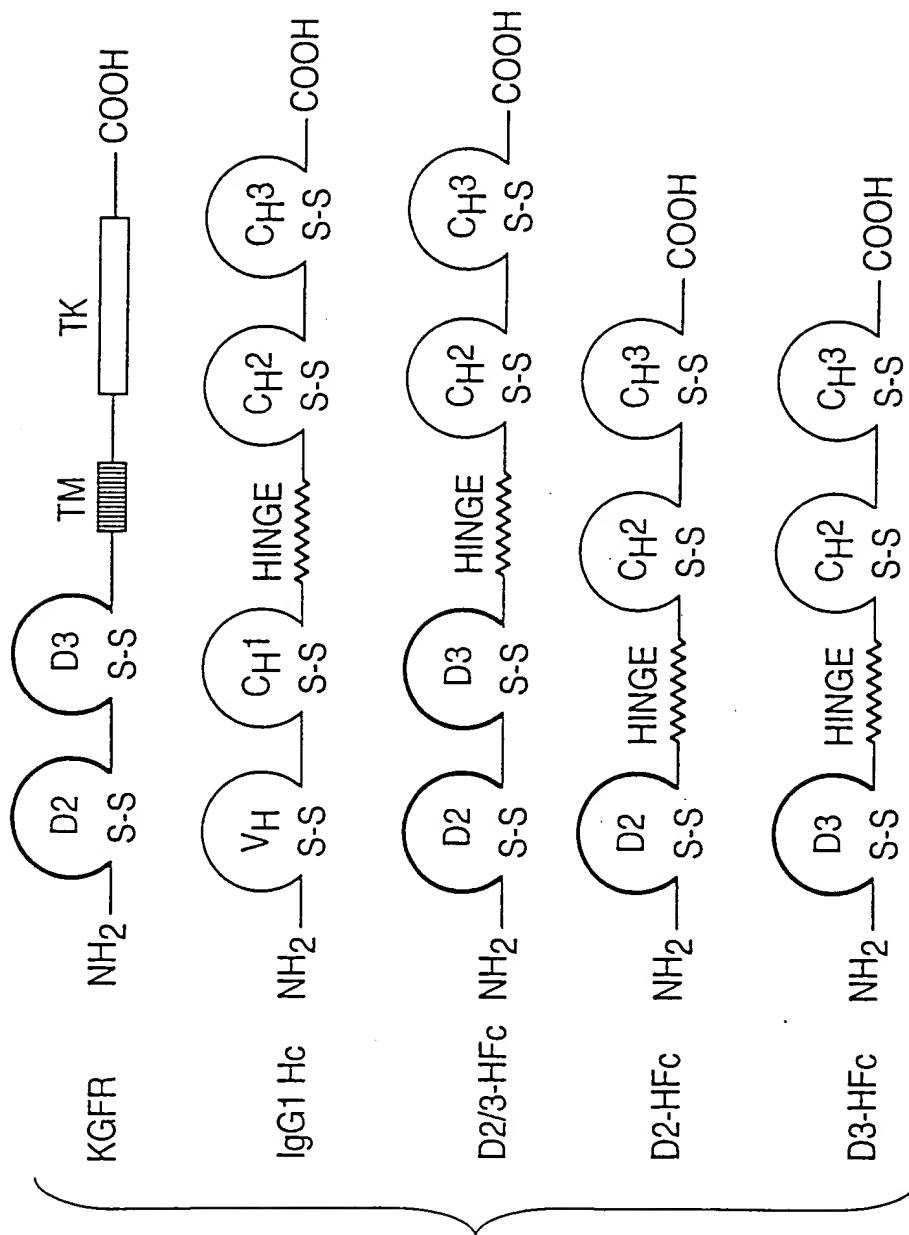 KGFR NH2 D2 S-S D3 S-S TM TK COOH
IgG1 Hc NH2 VH S-S CH1 S-S HINGE CH2 S-S CH3 S-S COOH
D2/3-HFc NH2 D2 S-S D3 S-S HINGE CH2 S-S CH3 S-S COOH
D2-HFc NH2 D2 S-S HINGE CH2 S-S CH3 S-S COOH
D3-HFc NH2 D3 S-S HINGE CH2 S-S CH3 S-S COOH